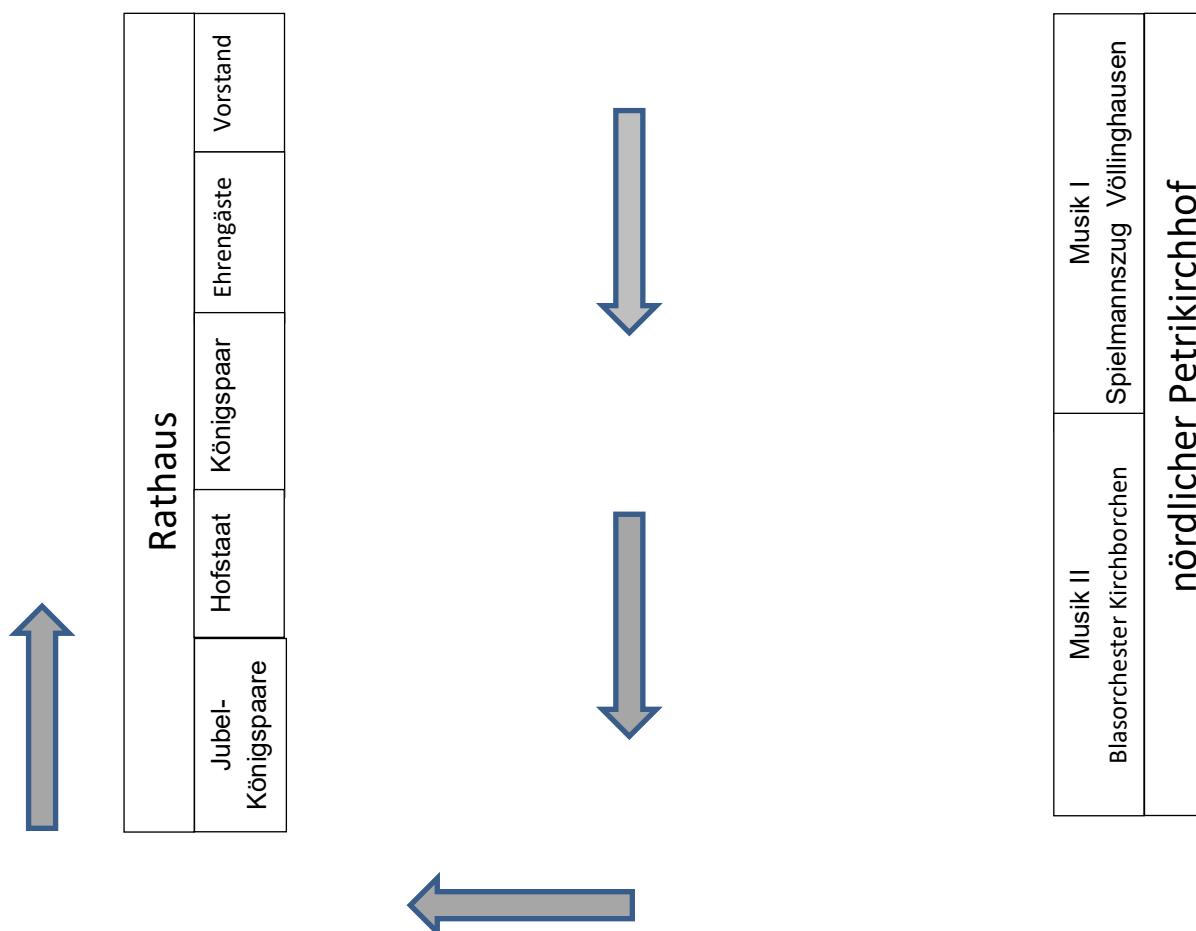 Rathaus
Vorstand
Ehrengäste
Königspaar
Hofstaat
Jubel-
Königspaare
Musik I
Spielmannszug Völlinghausen
Musik II
Blasorchester Kirchborchen
nördlicher Petrikirchhof